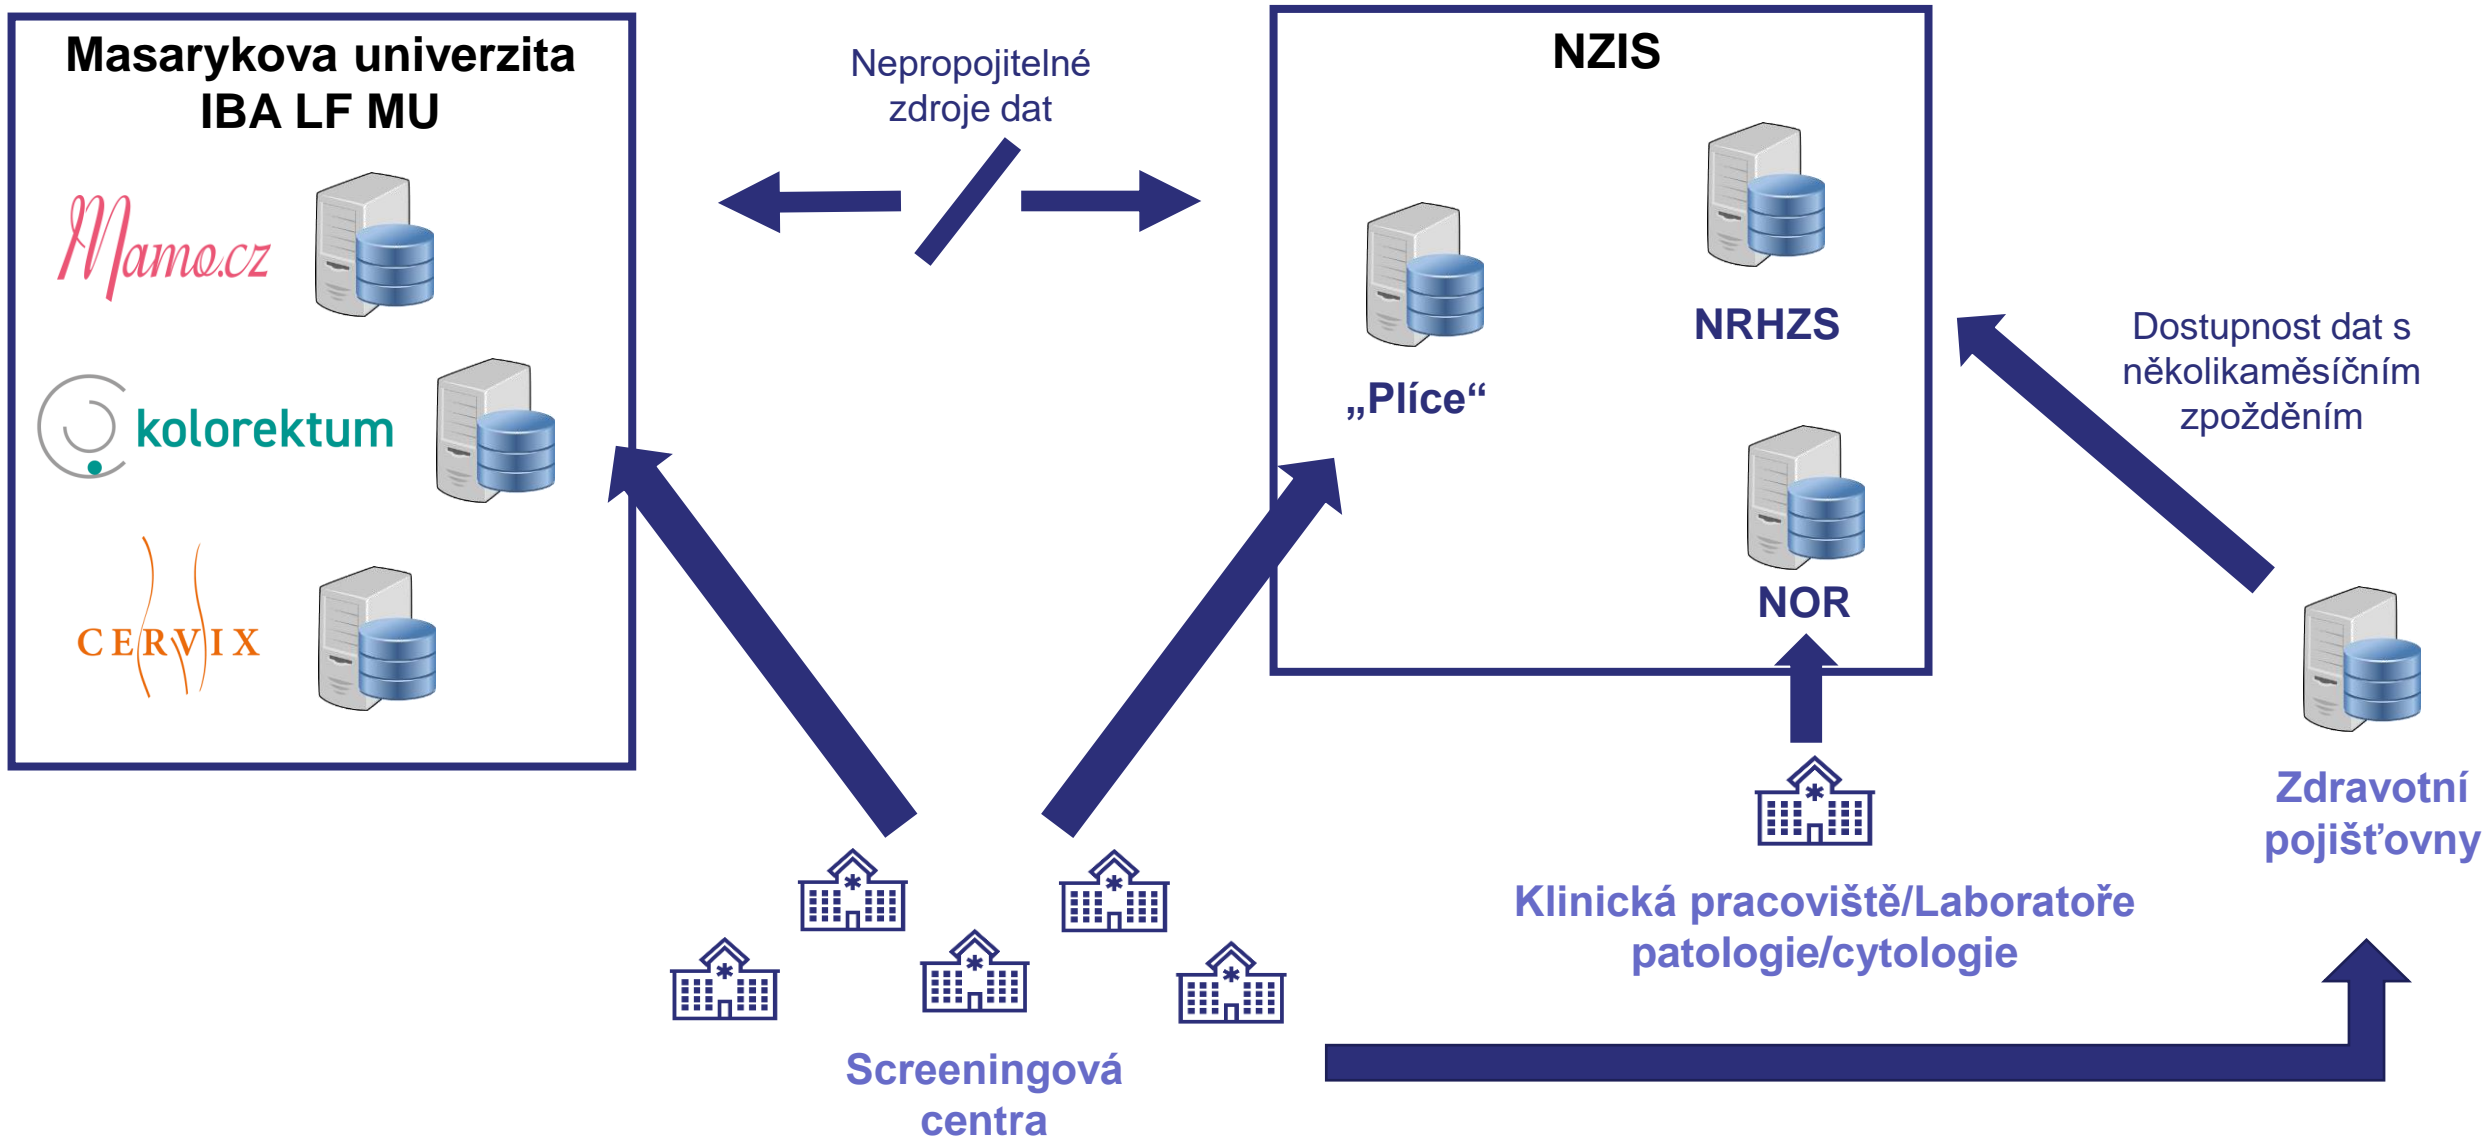 Masarykova univerzita
IBA LF MU
Mamo.cz
kolorektum
CERVIX
Nepropojitelné
zdroje dat
NZIS
„Plíce“
NRHZS
NOR
Dostupnost dat s
několikaměsíčním
zpožděním
Zdravotní
pojišťovny
Klinická pracoviště/Laboratoře
patologie/cytologie
Screeningová
centra